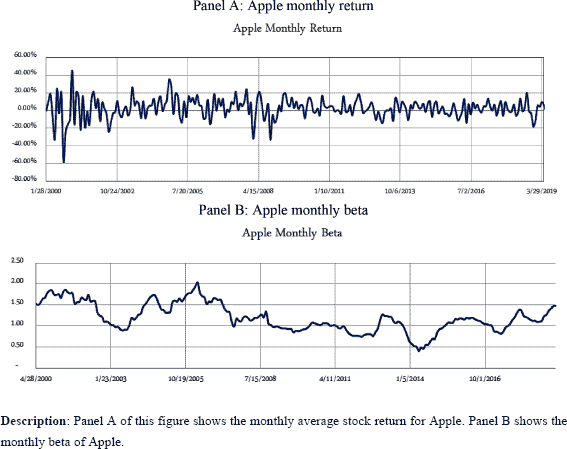 Panel A: Apple monthly return
Apple Monthly Return
60.00%
40.00%
20.00%
0.00%
-20.00%
-40.00%
-60.00%
-80.00%
1/28/2000 10/24/2002 7/20/2005 4/15/2008 1/10/2011 10/6/2013 7/2/2016 3/29/2019
Panel B: Apple monthly beta
Apple Monthly Beta
2.50
2.00
1.50
1.00
0.50
-
4/28/2000 1/23/2003 10/19/2005 7/15/2008 4/11/2011 1/5/2014 10/1/2016
Description: Panel A of this figure shows the monthly average stock return for Apple. Panel B shows the
monthly beta of Apple.